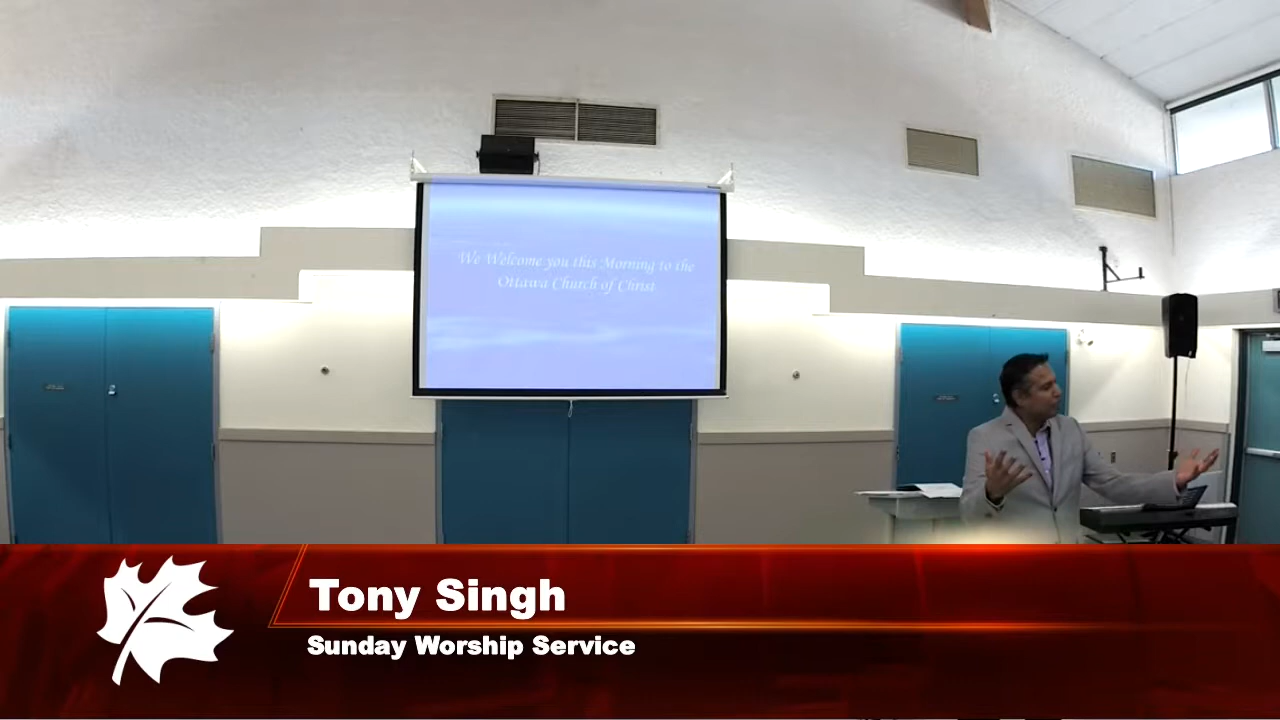 We Welcome you this Morning to the
Ottawa Church of Christ
Tony Singh
Sunday Worship Service